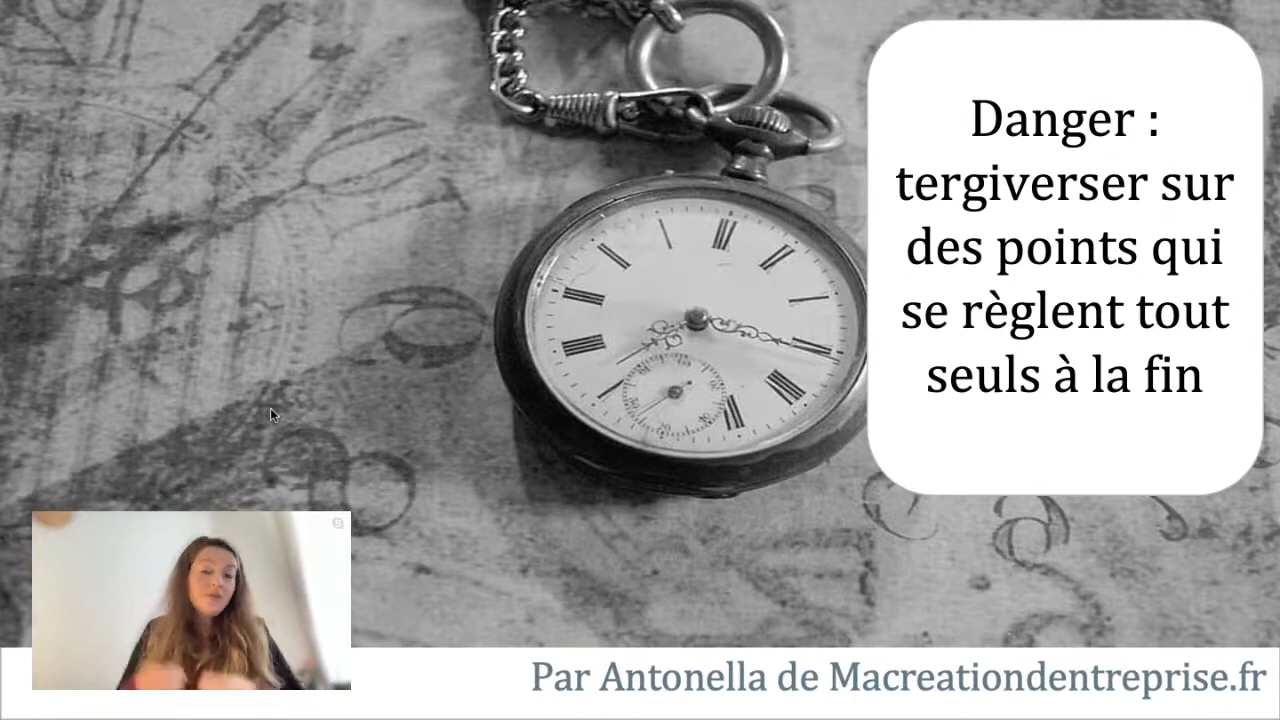 Danger :
tergiverser sur
des points qui
se règlent tout
seuls à la fin
Par Antonella de Macreationdentreprise.fr